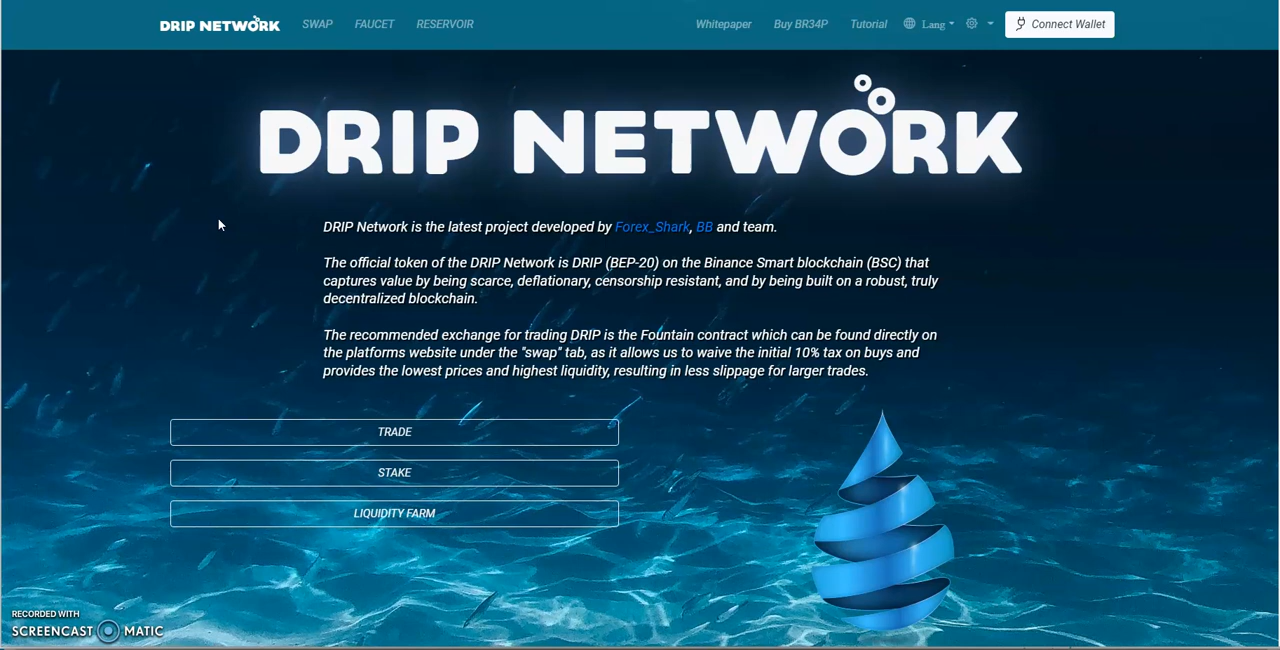 DRIP NETWORK SWAP FAUCET RESERVOIR Whitepaper Buy BR34P Tutorial Lang Connect Wallet
DRIP NETWORK
DRIP Network is the latest project developed by Forex_Shark, BB and team.
The official token of the DRIP Network is DRIP (BEP-20) on the Binance Smart blockchain (BSC) that
captures value by being scarce, deflationary, censorship resistant, and by being built on a robust, truly
decentralized blockchain.
The recommended exchange for trading DRIP is the Fountain contract which can be found directly on
the platforms website under the "swap" tab, as it allows us to waive the initial 10% tax on buys and
provides the lowest prices and highest liquidity, resulting in less slippage for larger trades.
TRADE
STAKE
LIQUIDITY FARM
RECORDED WITH
SCREENCAST MATIC